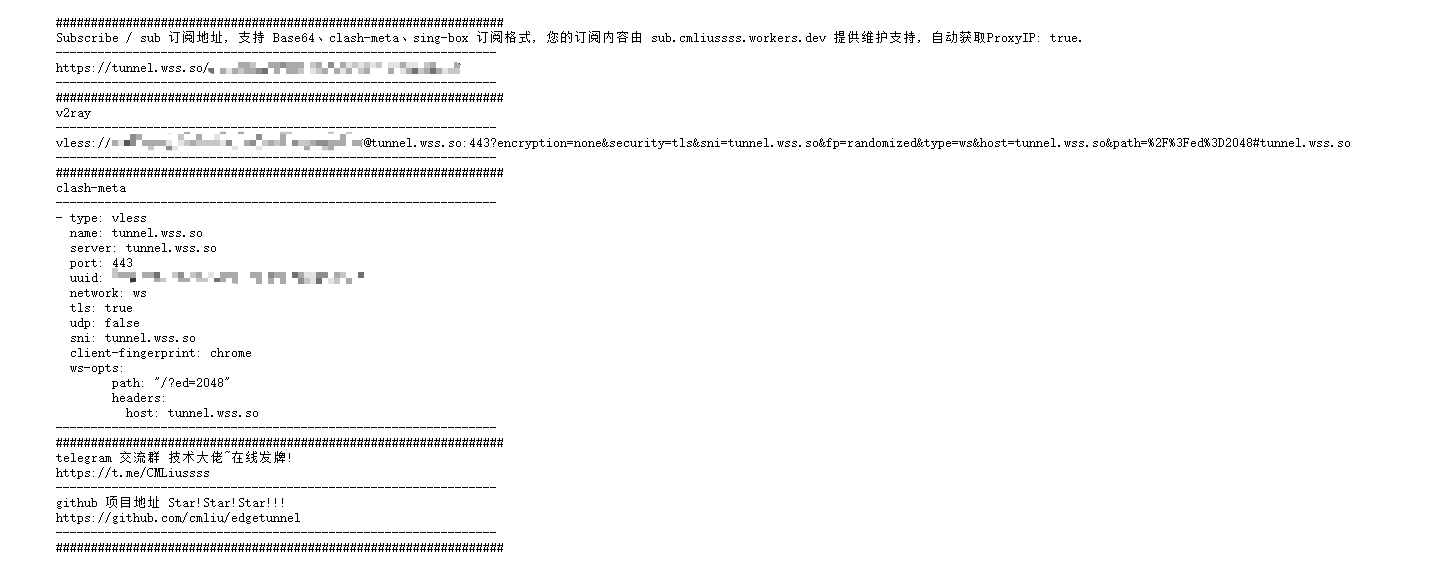 ################################################################
Subscribe / sub 订阅地址, 支持 Base64、clash-meta、sing-box 订阅格式, 您的订阅内容由 sub.cmliussss.workers.dev 提供维护支持, 自动获取ProxyIP: true.
---------------------------------------------------------------
https://tunnel.wss.so/
---------------------------------------------------------------
################################################################
v2ray
---------------------------------------------------------------
vless://@tunnel.wss.so:443?encryption=none&security=tls&sni=tunnel.wss.so&fp=randomized&type=ws&host=tunnel.wss.so&path=%2F%3Fed%3D2048#tunnel.wss.so
---------------------------------------------------------------
################################################################
clash-meta
---------------------------------------------------------------
- type: vless
  name: tunnel.wss.so
  server: tunnel.wss.so
  port: 443
  uuid:
  network: ws
  tls: true
  udp: false
  sni: tunnel.wss.so
  client-fingerprint: chrome
  ws-opts:
        path: "/?ed=2048"
        headers:
          host: tunnel.wss.so
---------------------------------------------------------------
################################################################
telegram 交流群 技术大佬~在线发牌!
https://t.me/CMLiussss
---------------------------------------------------------------
github 项目地址 Star!Star!Star!!!
https://github.com/cmliu/edgetunnel
---------------------------------------------------------------
################################################################